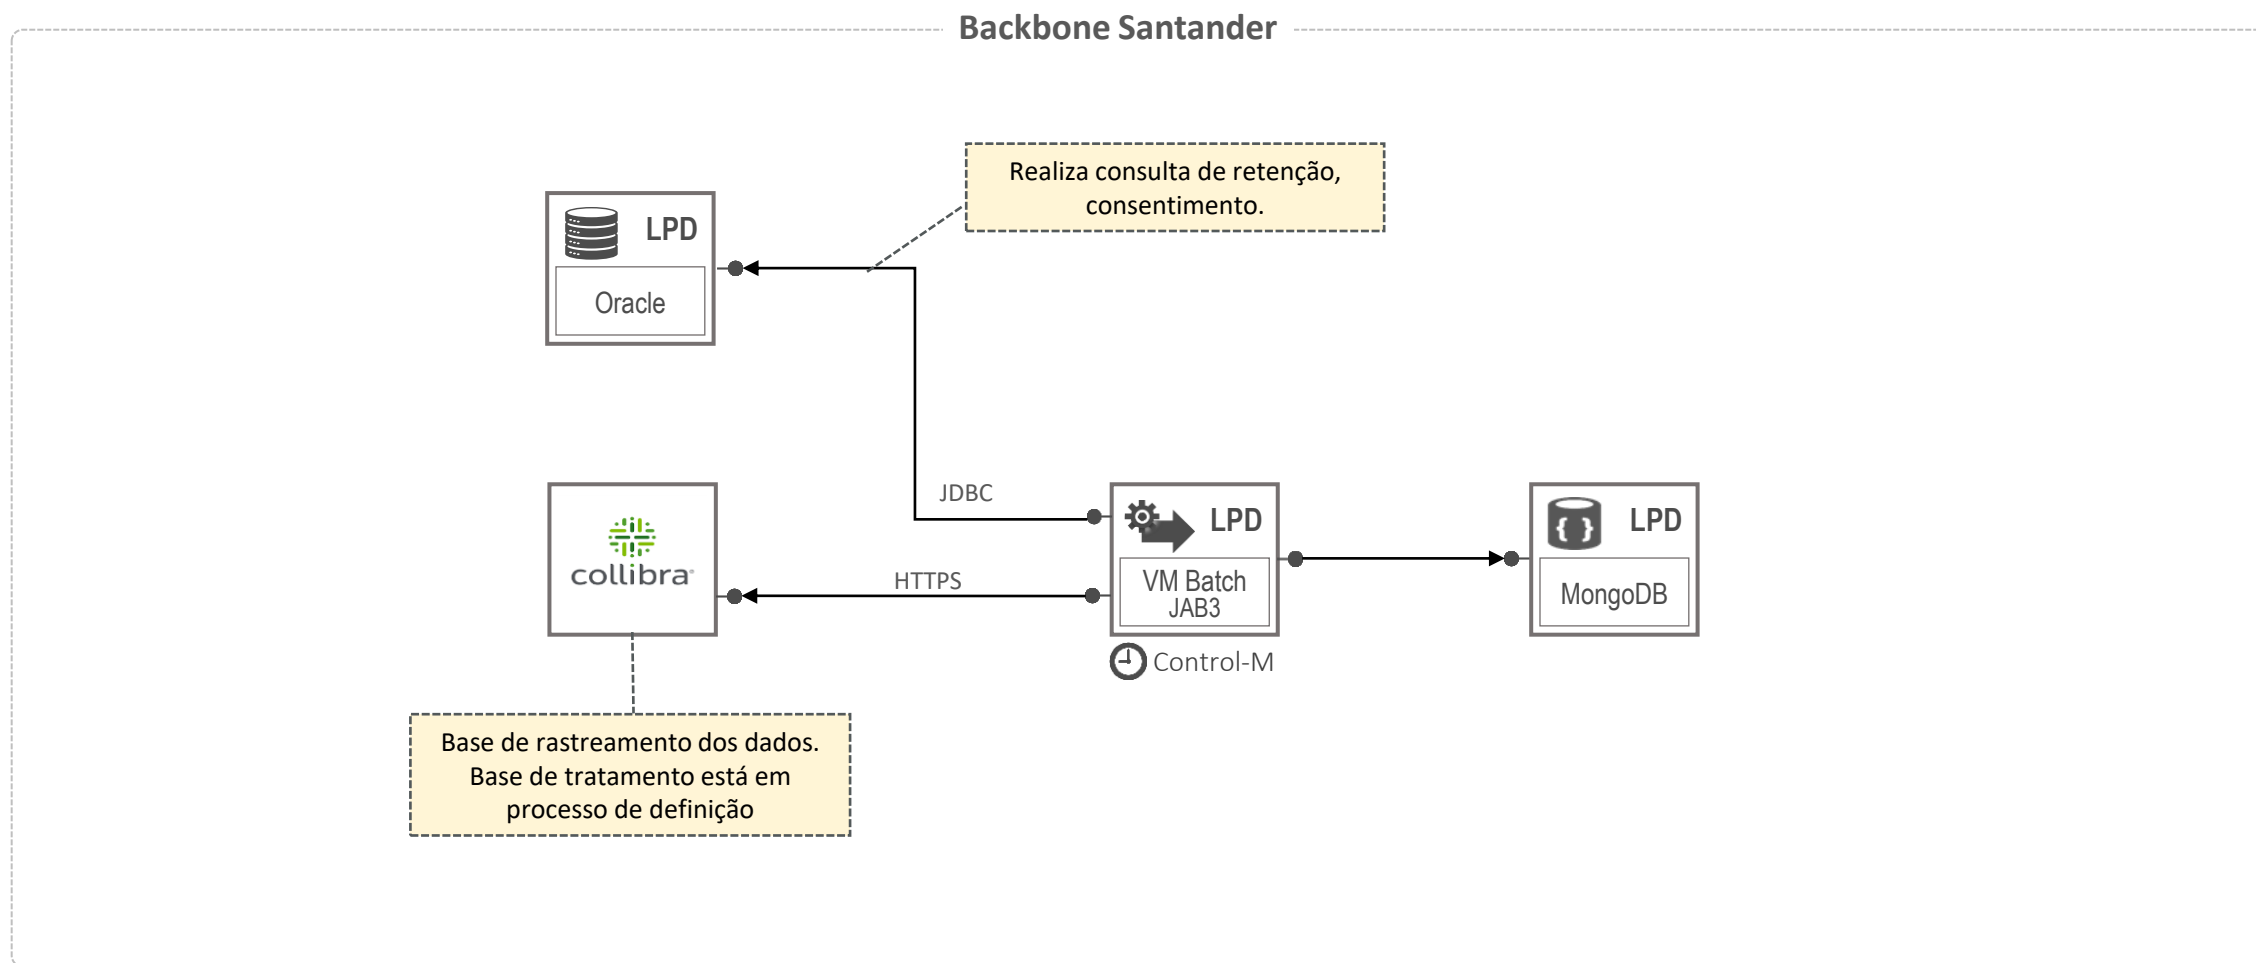 Backbone Santander
Realiza consulta de retenção,
consentimento.
LPD
Oracle
JDBC
HTTPS
collibra
LPD
VM Batch
JAB3
Control-M
LPD
MongoDB
Base de rastreamento dos dados.
Base de tratamento está em
processo de definição